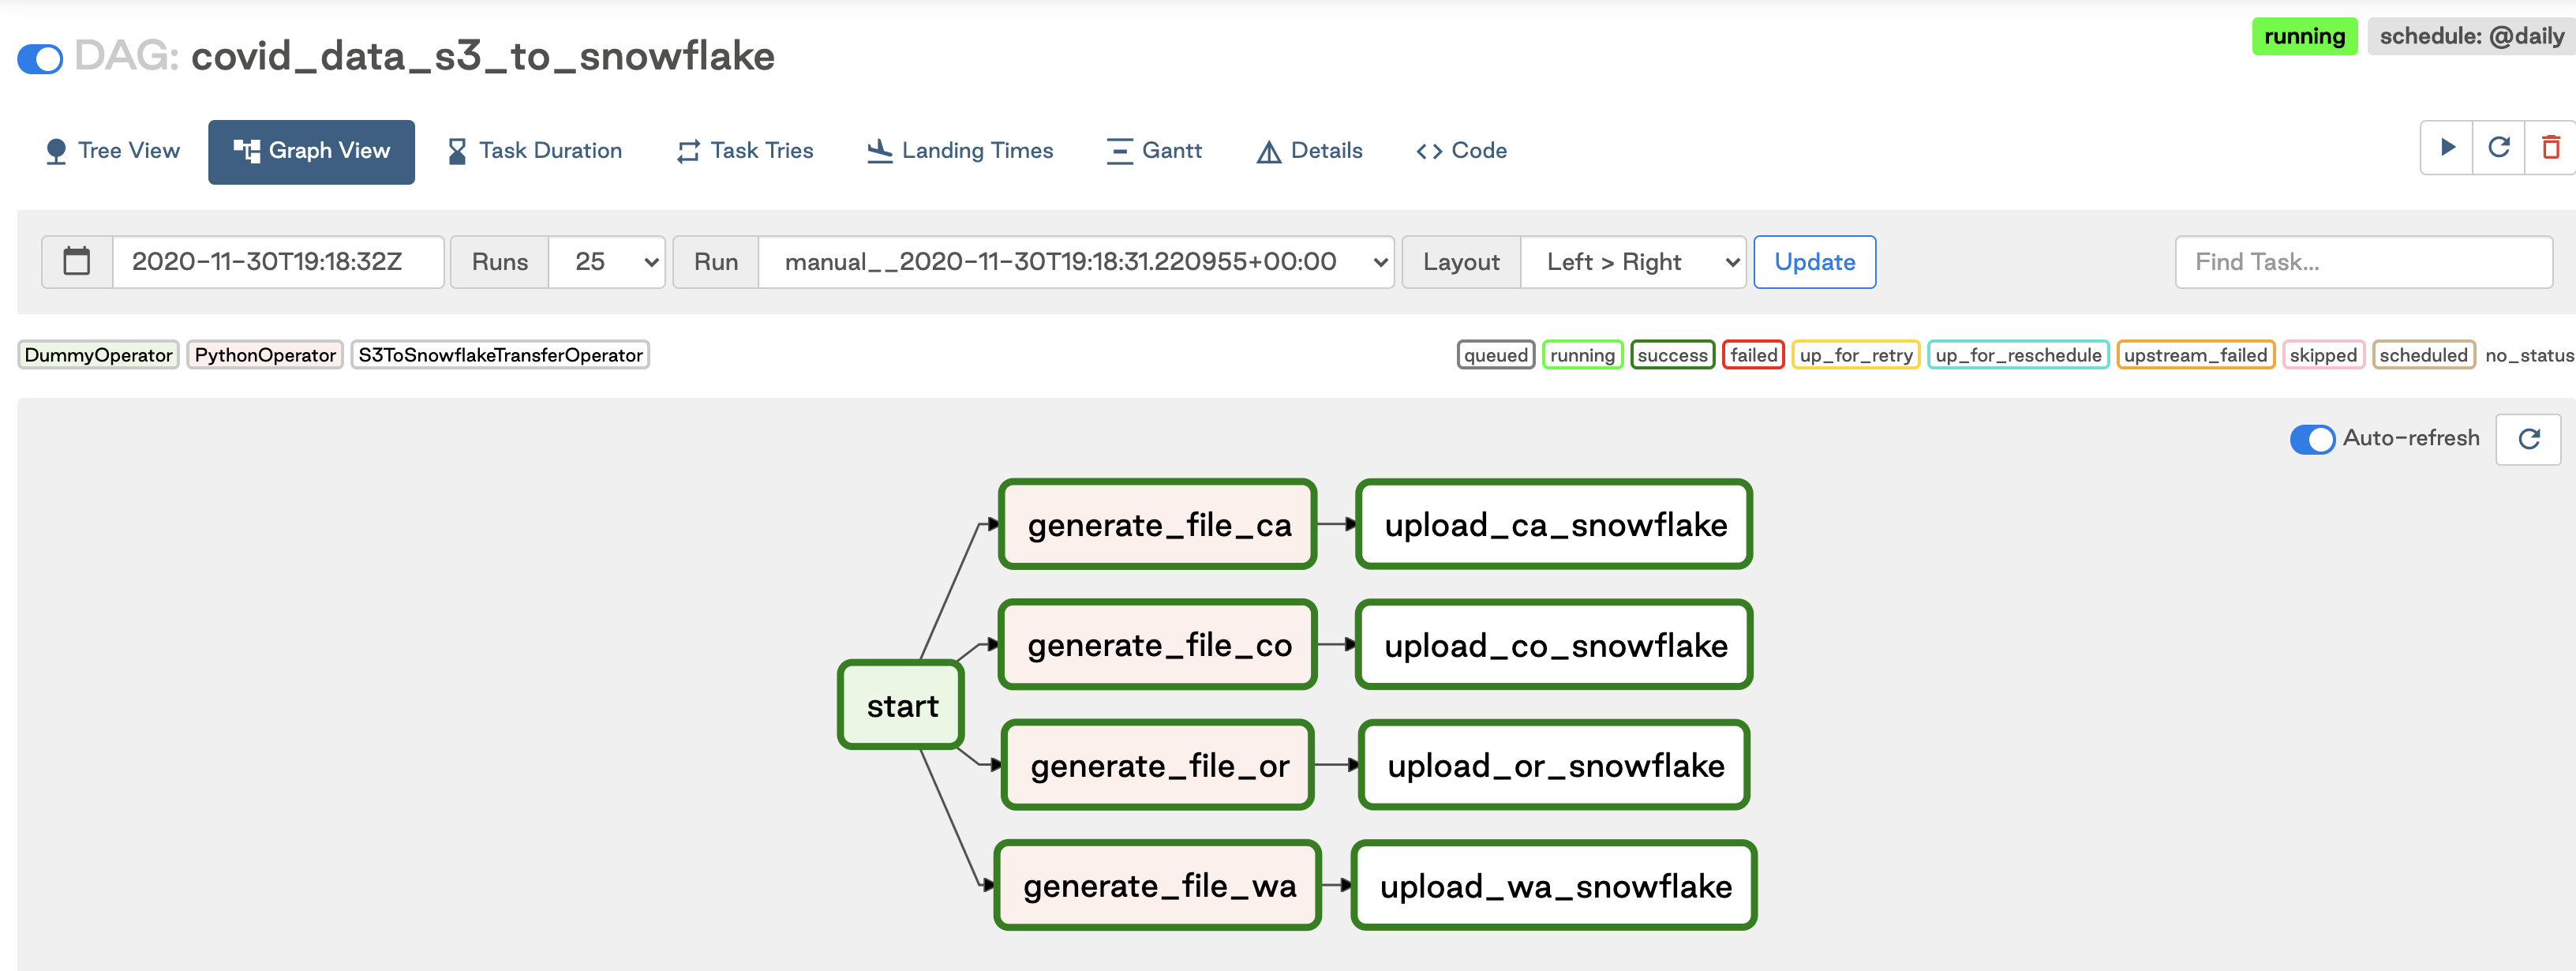 DAG: covid_data_s3_to_snowflake
running
schedule: @daily
Tree View
Graph View
Task Duration
Task Tries
Landing Times
Gantt
Details
Code
2020-11-30T19:18:32Z
Runs
25
Run
manual__2020-11-30T19:18:31.220955+00:00
Layout
Left > Right
Update
Find Task...
DummyOperator
PythonOperator
S3ToSnowflakeTransferOperator
queued
running
success
failed
up_for_retry
up_for_reschedule
upstream_failed
skipped
scheduled
no_status
Auto-refresh
generate_file_ca
upload_ca_snowflake
generate_file_co
upload_co_snowflake
start
generate_file_or
upload_or_snowflake
generate_file_wa
upload_wa_snowflake